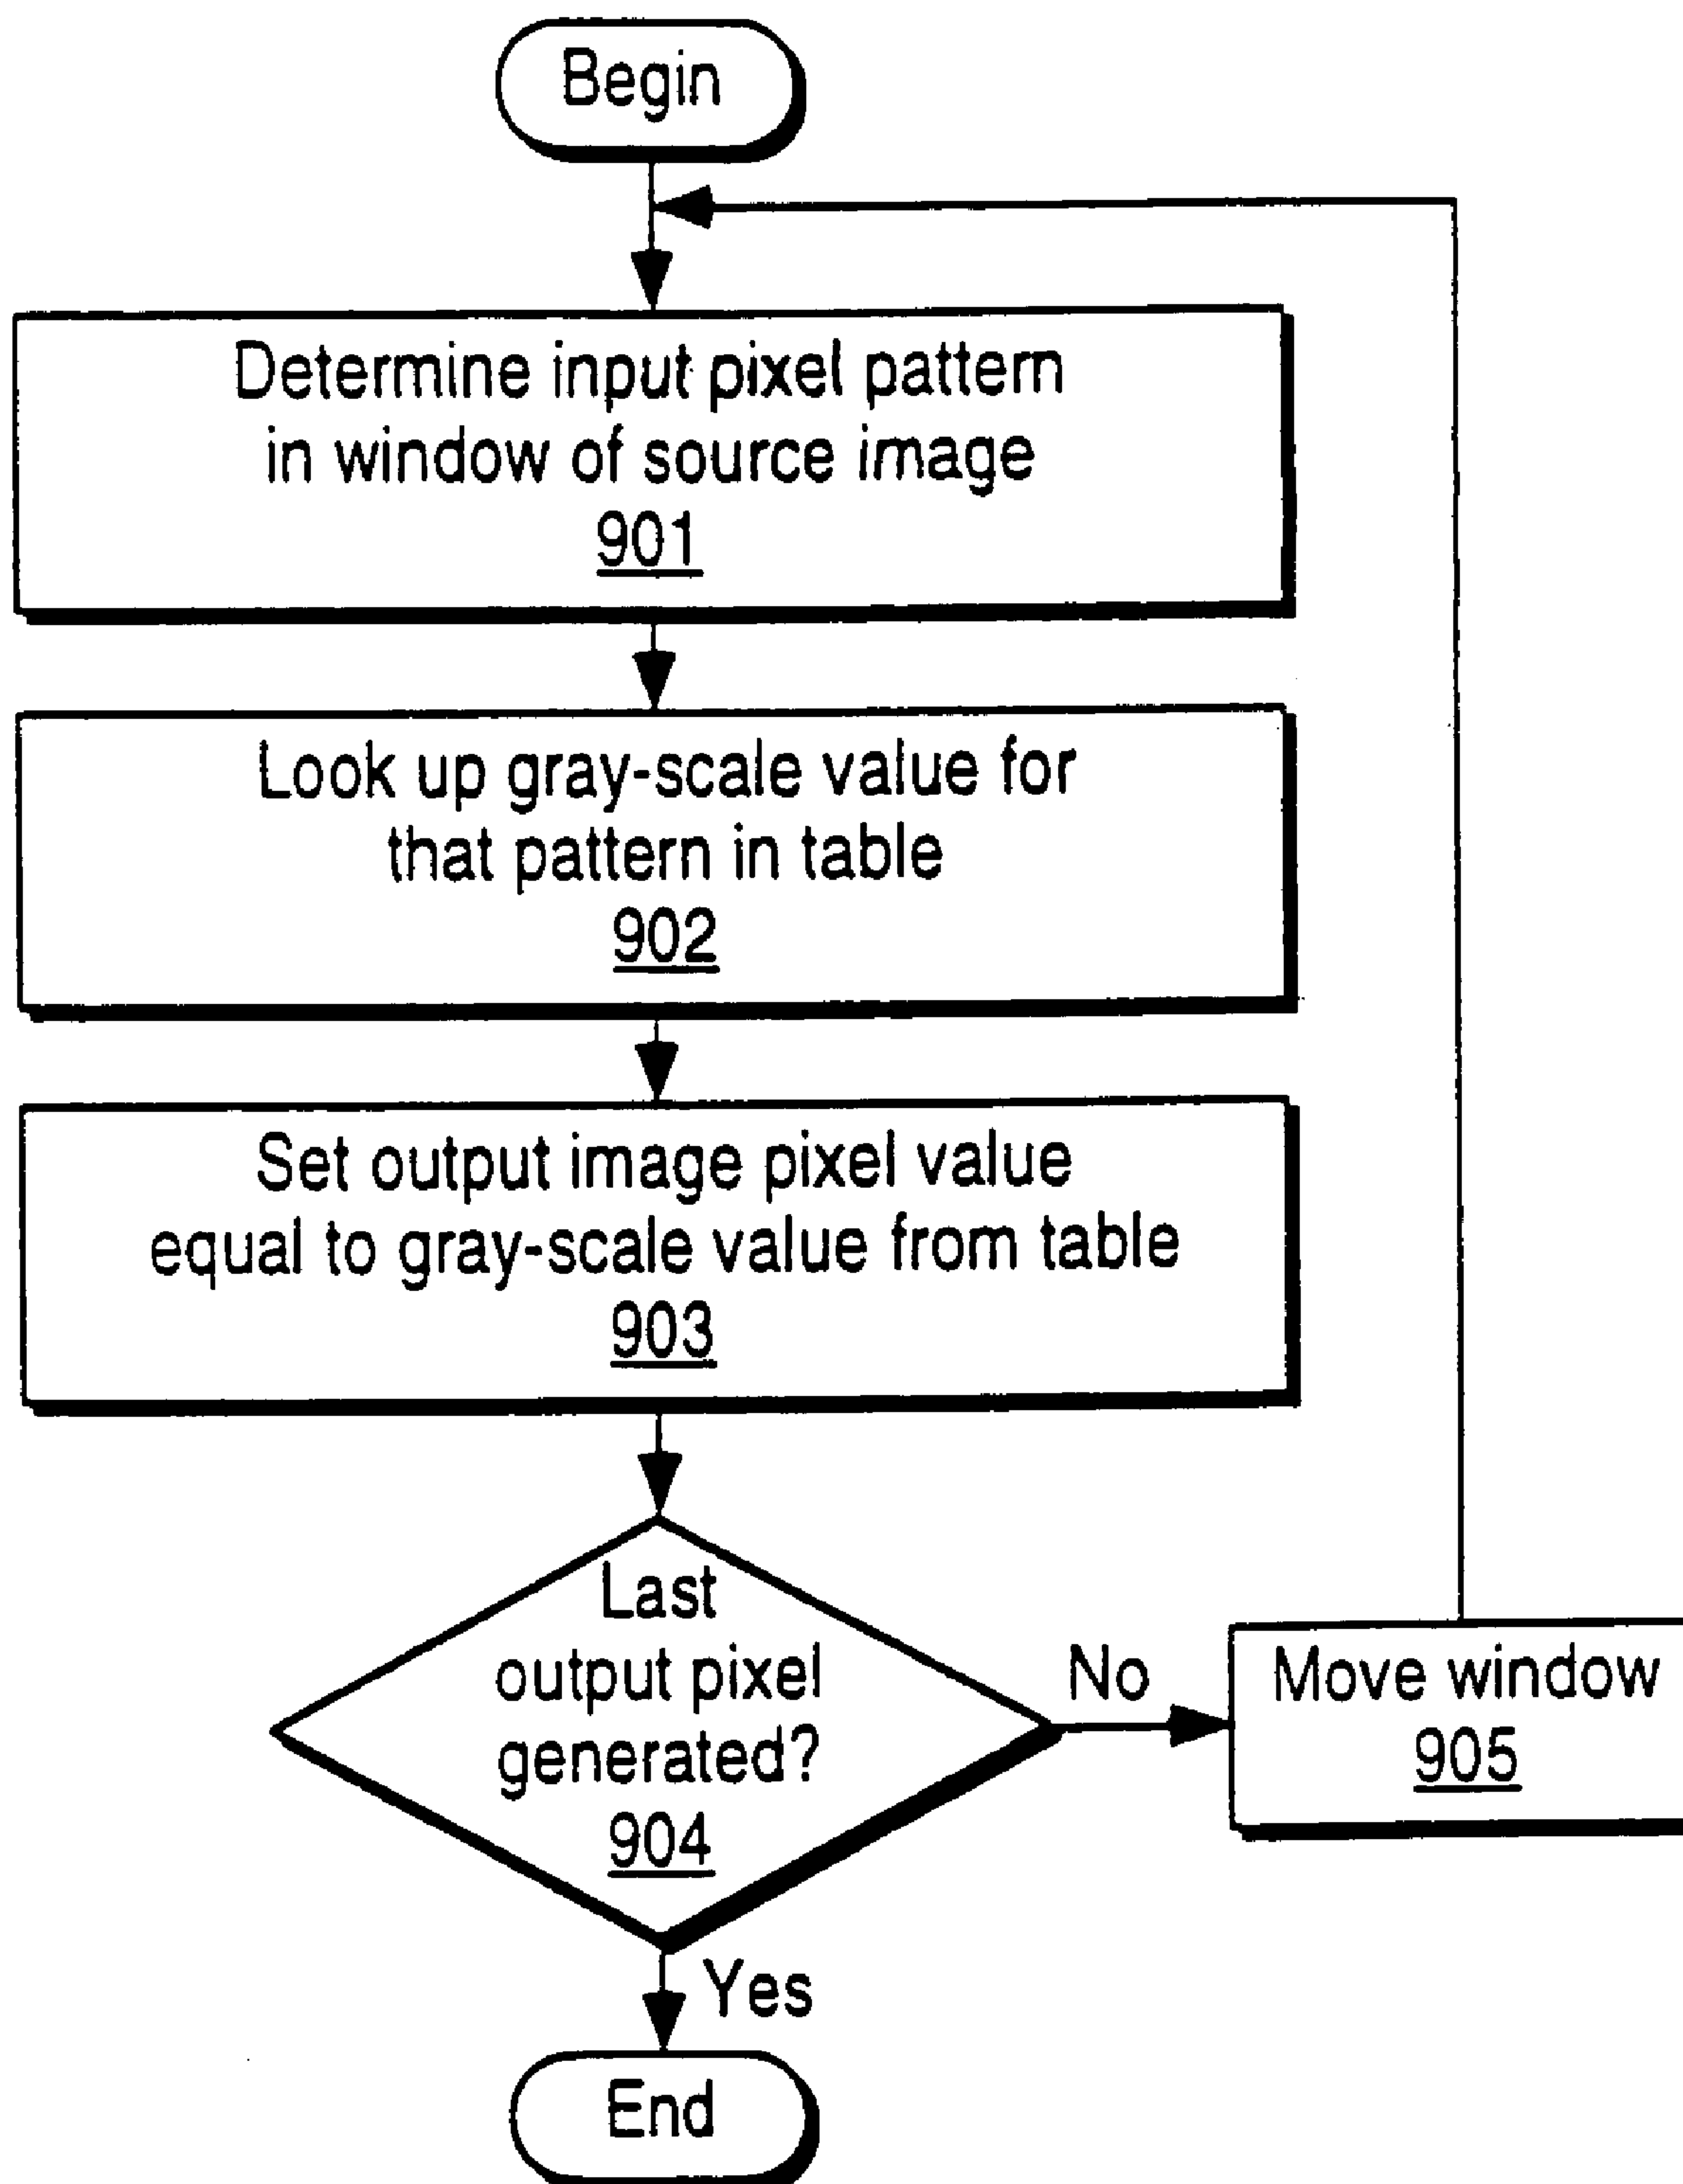 Begin
Determine input pixel pattern
in window of source image
901
Look up gray-scale value for
that pattern in table
902
Set output image pixel value
equal to gray-scale value from table
903
Last
output pixel
generated?
904
No
Move window
905
Yes
End